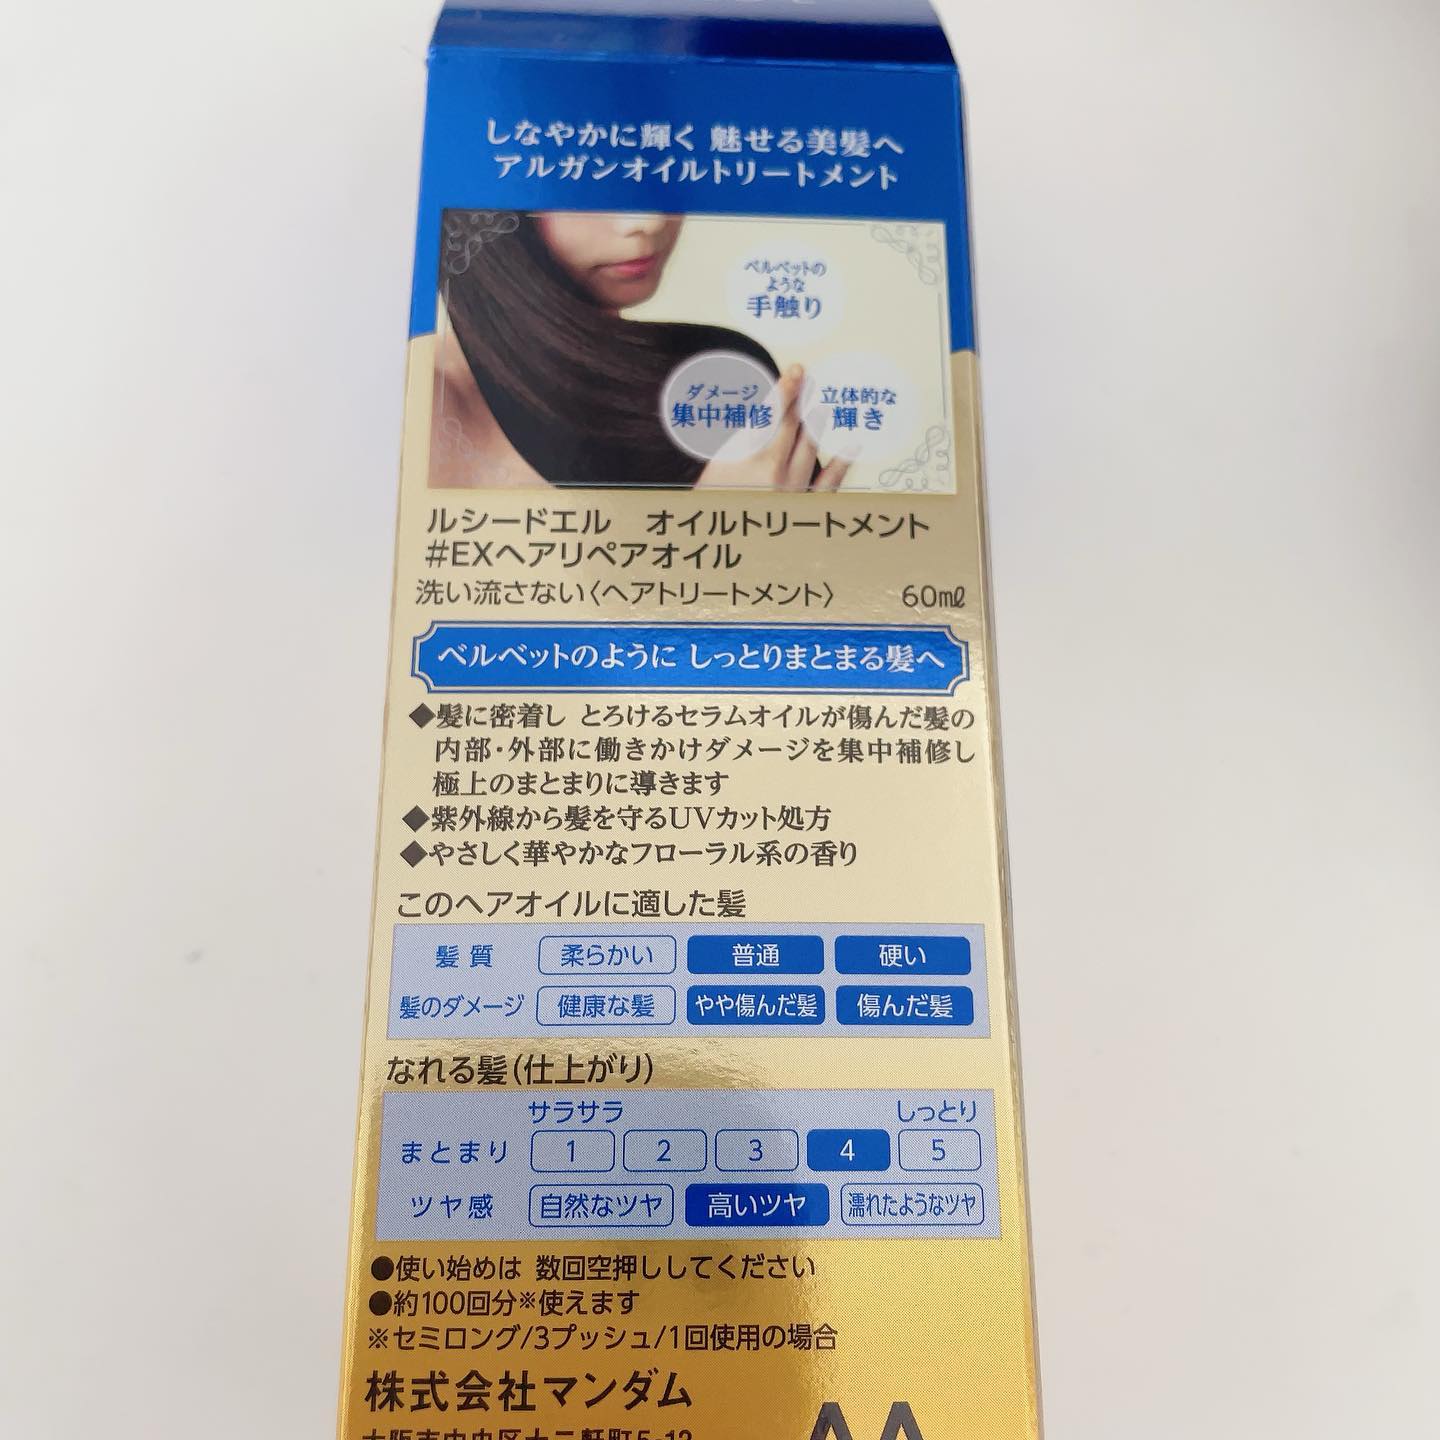 しなやかに輝く 魅せる美髪へ
アルガンオイルトリートメント
ベルベットの
ような
手触り
ダメージ
集中補修
立体的な
輝き
ルシードエル　オイルトリートメント
#EXヘアリペアオイル
洗い流さない〈ヘアトリートメント〉 60㎖
ベルベットのように しっとりまとまる髪へ
◆髪に密着し とろけるセラムオイルが傷んだ髪の
内部・外部に働きかけダメージを集中補修し
極上のまとまりに導きます
◆紫外線から髪を守るUVカット処方
◆やさしく華やかなフローラル系の香り
このヘアオイルに適した髪
髪質 柔らかい 普通 硬い
髪のダメージ 健康な髪 やや傷んだ髪 傷んだ髪
なれる髪(仕上がり)
サラサラ しっとり
まとまり 1 2 3 4 5
ツヤ感 自然なツヤ 高いツヤ 濡れたようなツヤ
●使い始めは 数回空押ししてください
●約100回分※使えます
※セミロング/3プッシュ/1回使用の場合
株式会社マンダム
大阪市中央区十二軒町5-12